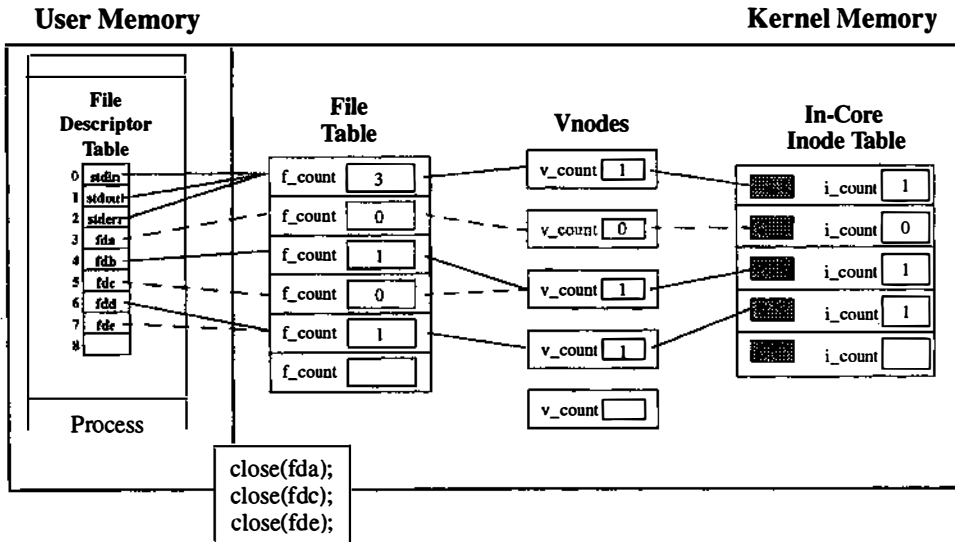 User Memory
Kernel Memory
File
Descriptor
Table
0 stdin
1 stdout
2 stderr
3 fda
4 fdb
5 fdc
6 fdd
7 fde
8
Process
File
Table
f_count 3
f_count 0
f_count 1
f_count 0
f_count 1
f_count
Vnodes
v_count 1
v_count 0
v_count 1
v_count 1
v_count
In-Core
Inode Table
i_count 1
i_count 0
i_count 1
i_count 1
i_count
close(fda);
close(fdc);
close(fde);